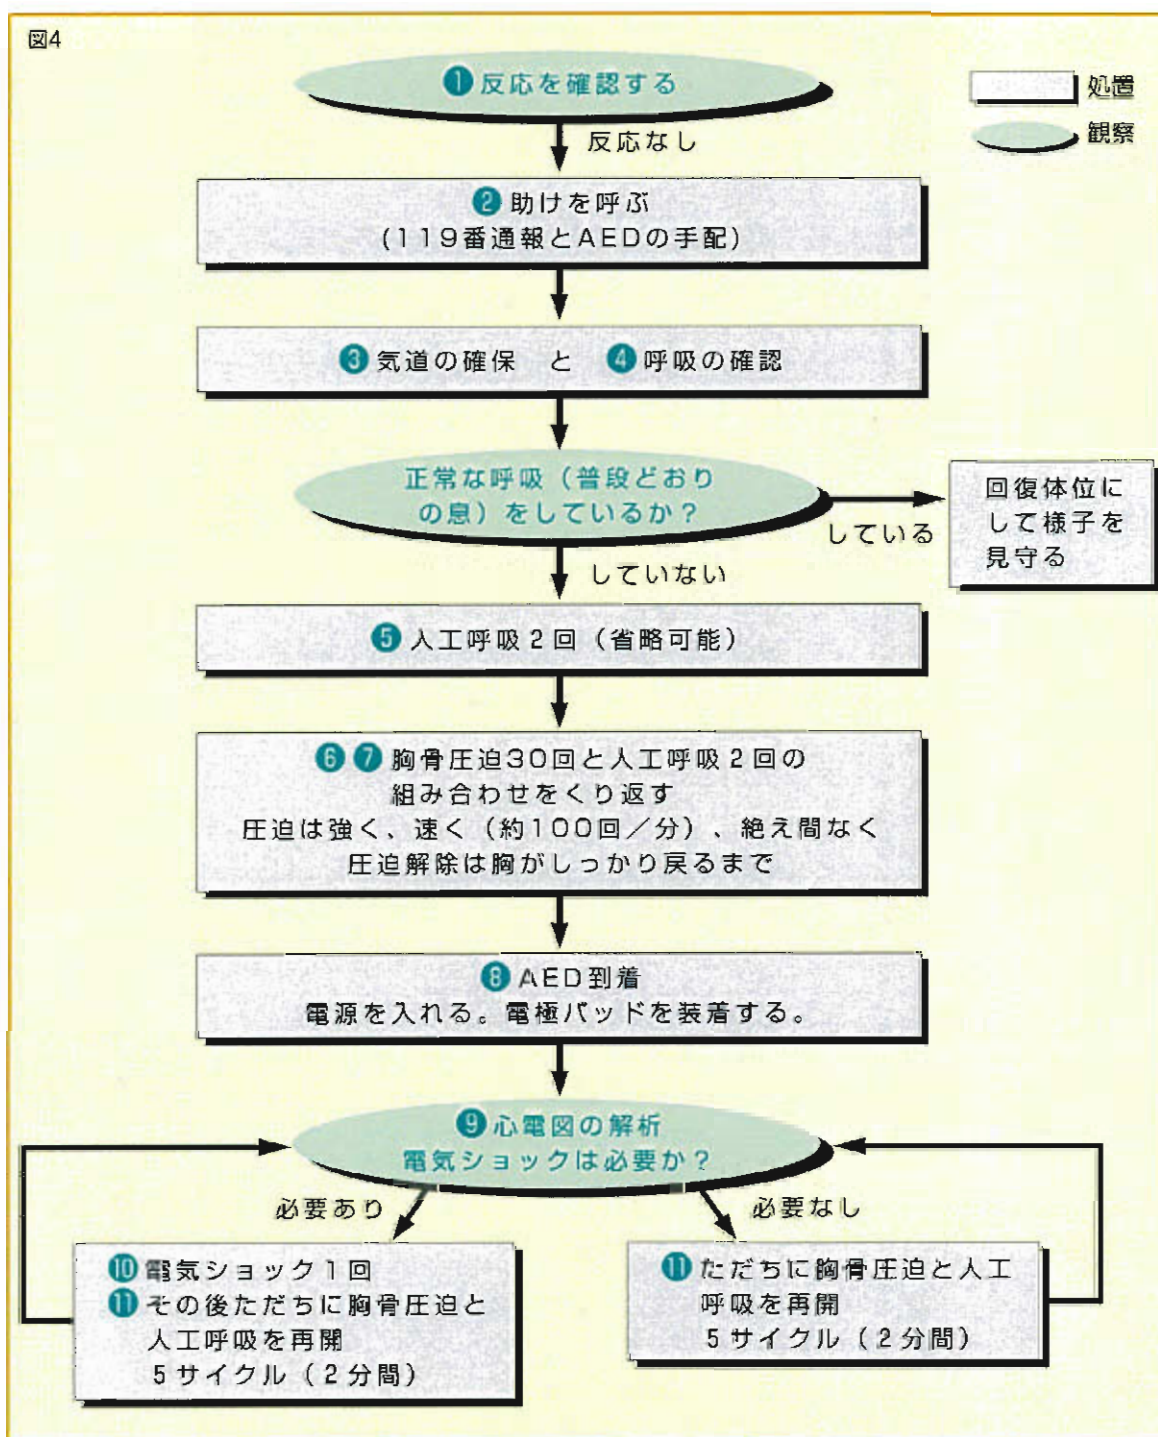 図4
❶反応を確認する
処置
観察
反応なし
❷助けを呼ぶ
(119番通報とAEDの手配)
❸気道の確保 と ❹呼吸の確認
正常な呼吸（普段どおり
の息）をしているか？
している
回復体位に
して様子を
見守る
していない
❺人工呼吸2回（省略可能）
❻❼胸骨圧迫30回と人工呼吸2回の
組み合わせをくり返す
圧迫は強く、速く（約100回／分）、絶え間なく
圧迫解除は胸がしっかり戻るまで
❽AED到着
電源を入れる。電極パッドを装着する。
❾心電図の解析
電気ショックは必要か？
必要あり
必要なし
❿電気ショック1回
⓫その後ただちに胸骨圧迫と
人工呼吸を再開
5サイクル（2分間）
⓫ただちに胸骨圧迫と人工
呼吸を再開
5サイクル（2分間）